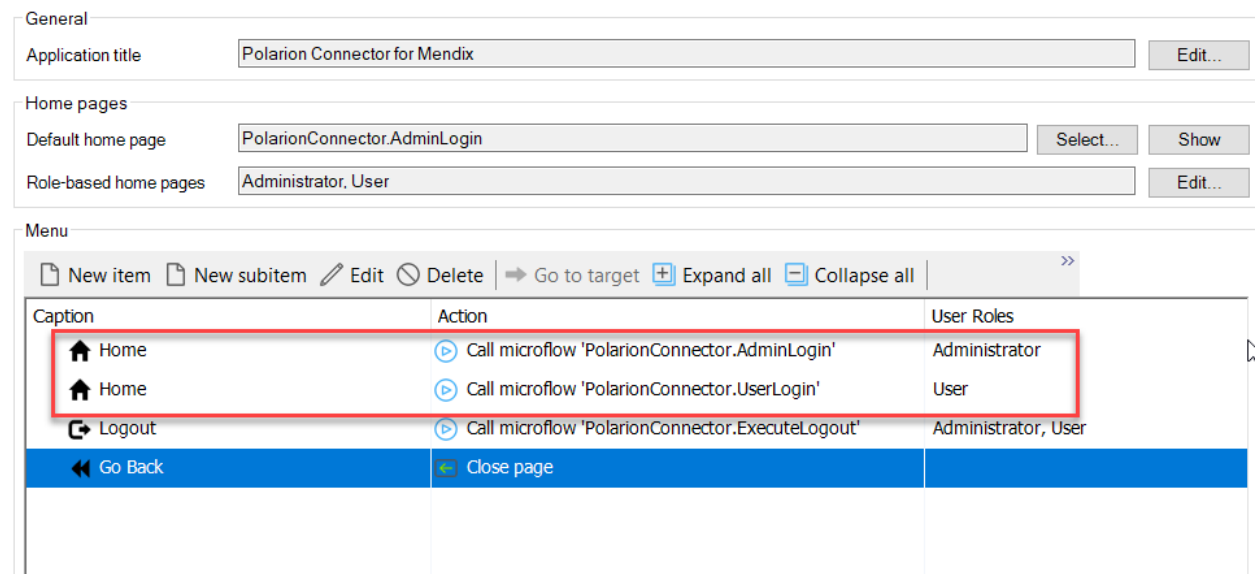 General
Application title Polarion Connector for Mendix Edit...
Home pages
Default home page PolarionConnector.AdminLogin Select... Show
Role-based home pages Administrator, User Edit...
Menu
New item New subitem Edit Delete Go to target Expand all Collapse all »
Caption Action User Roles
Home Call microflow 'PolarionConnector.AdminLogin' Administrator
Home Call microflow 'PolarionConnector.UserLogin' User
Logout Call microflow 'PolarionConnector.ExecuteLogout' Administrator, User
Go Back Close page